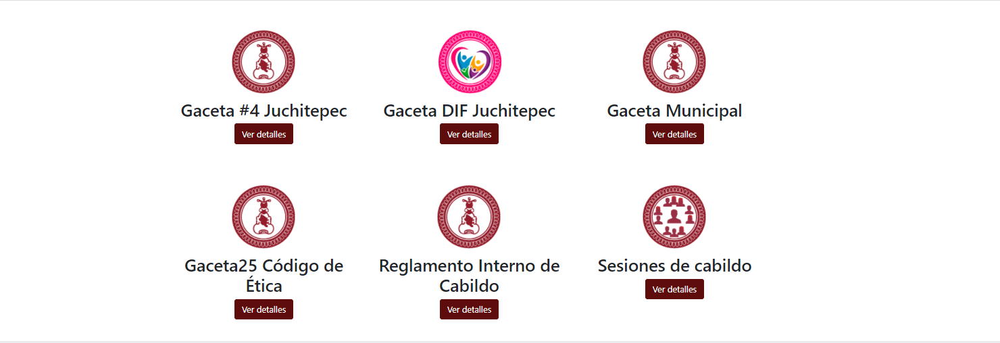 Gaceta #4 Juchitepec
Ver detalles
Gaceta DIF Juchitepec
Ver detalles
Gaceta Municipal
Ver detalles
Gaceta25 Código de
Ética
Ver detalles
Reglamento Interno de
Cabildo
Ver detalles
Sesiones de cabildo
Ver detalles